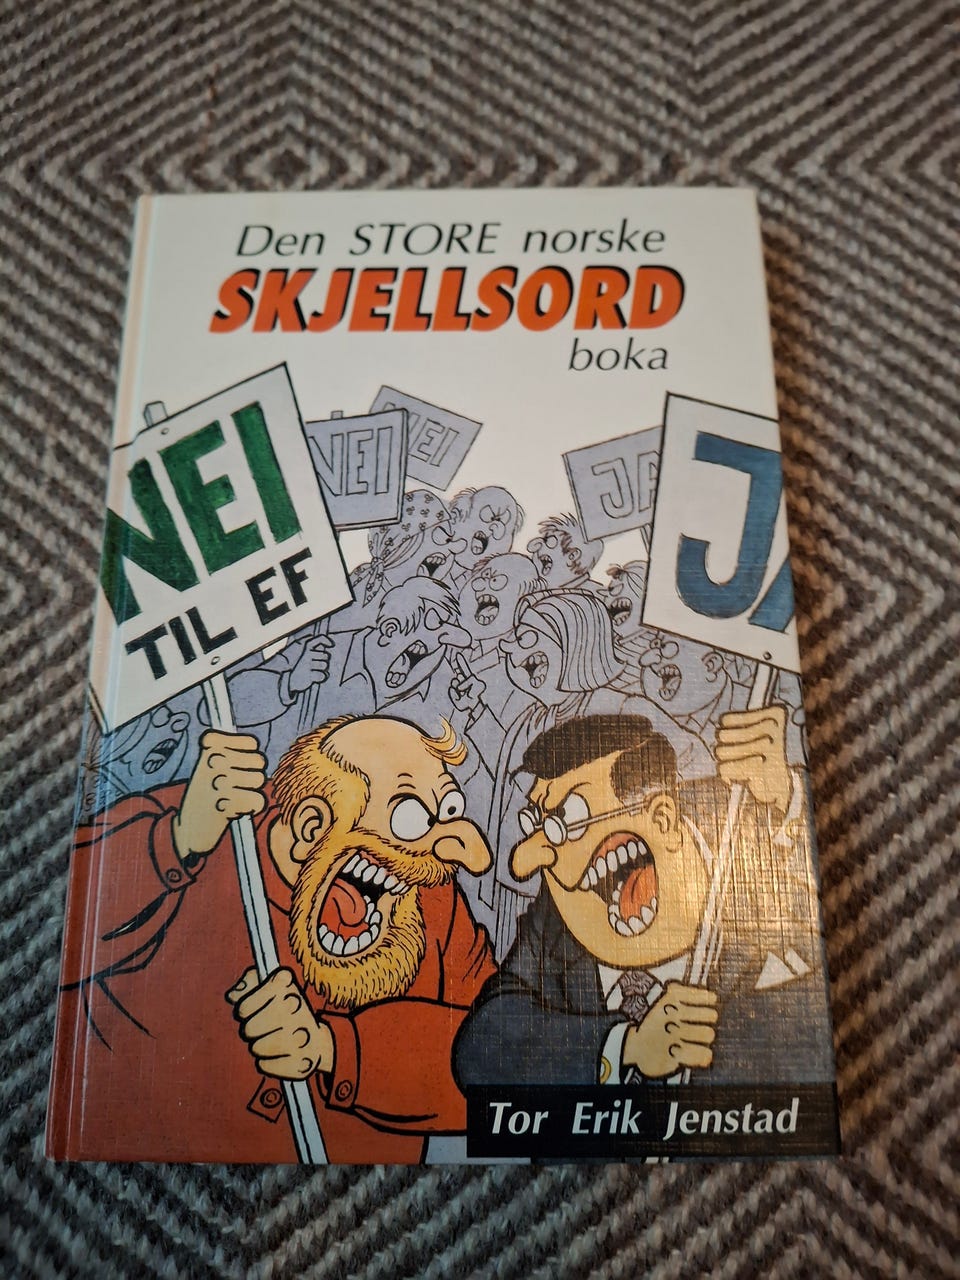 Den STORE norske
SKJELLSORD
boka
NEI
TIL EF
NEI
NEI
JA
JA
Tor Erik Jenstad